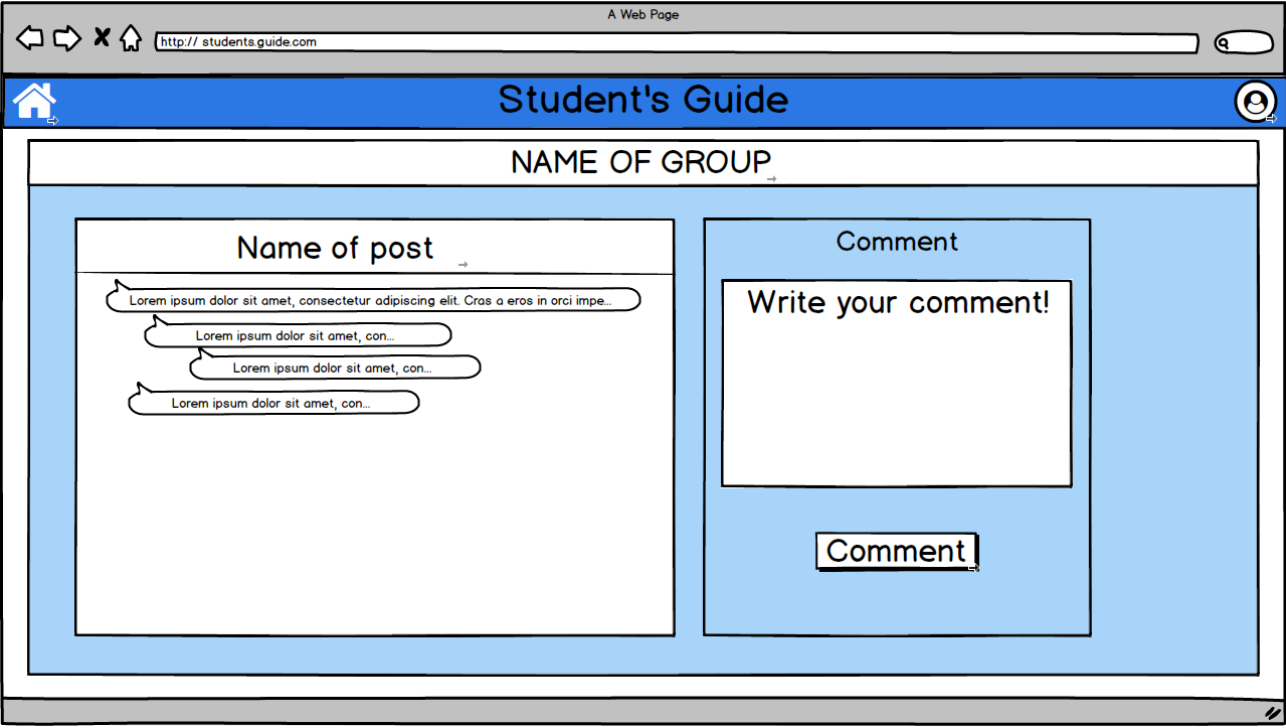 A Web Page
http:// students.guide.com
Student's Guide
NAME OF GROUP
Name of post
Lorem ipsum dolor sit amet, consectetur adipiscing elit. Cras a eros in orci impe...
Lorem ipsum dolor sit amet, con...
Lorem ipsum dolor sit amet, con...
Lorem ipsum dolor sit amet, con...
Comment
Write your comment!
Comment